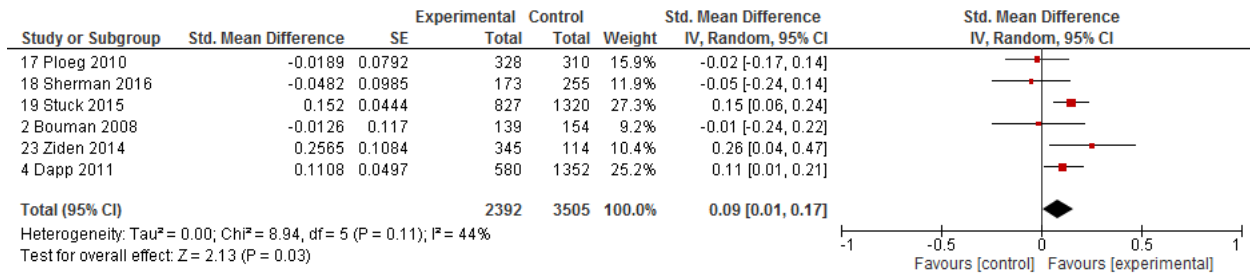 Experimental Control Std. Mean Difference Std. Mean Difference
Study or Subgroup Std. Mean Difference SE Total Total Weight IV, Random, 95% CI IV, Random, 95% CI
17 Ploeg 2010 -0.0189 0.0792 328 310 15.9% -0.02 [-0.17, 0.14]
18 Sherman 2016 -0.0482 0.0985 173 255 11.9% -0.05 [-0.24, 0.14]
19 Stuck 2015 0.152 0.0444 827 1320 27.3% 0.15 [0.06, 0.24]
2 Bouman 2008 -0.0126 0.117 139 154 9.2% -0.01 [-0.24, 0.22]
23 Ziden 2014 0.2565 0.1084 345 114 10.4% 0.26 [0.04, 0.47]
4 Dapp 2011 0.1108 0.0497 580 1352 25.2% 0.11 [0.01, 0.21]
Total (95% CI) 2392 3505 100.0% 0.09 [0.01, 0.17]
Heterogeneity: Tau² = 0.00; Chi² = 8.94, df = 5 (P = 0.11); I² = 44%
Test for overall effect: Z = 2.13 (P = 0.03)
-1 -0.5 0 0.5 1
Favours [control] Favours [experimental]